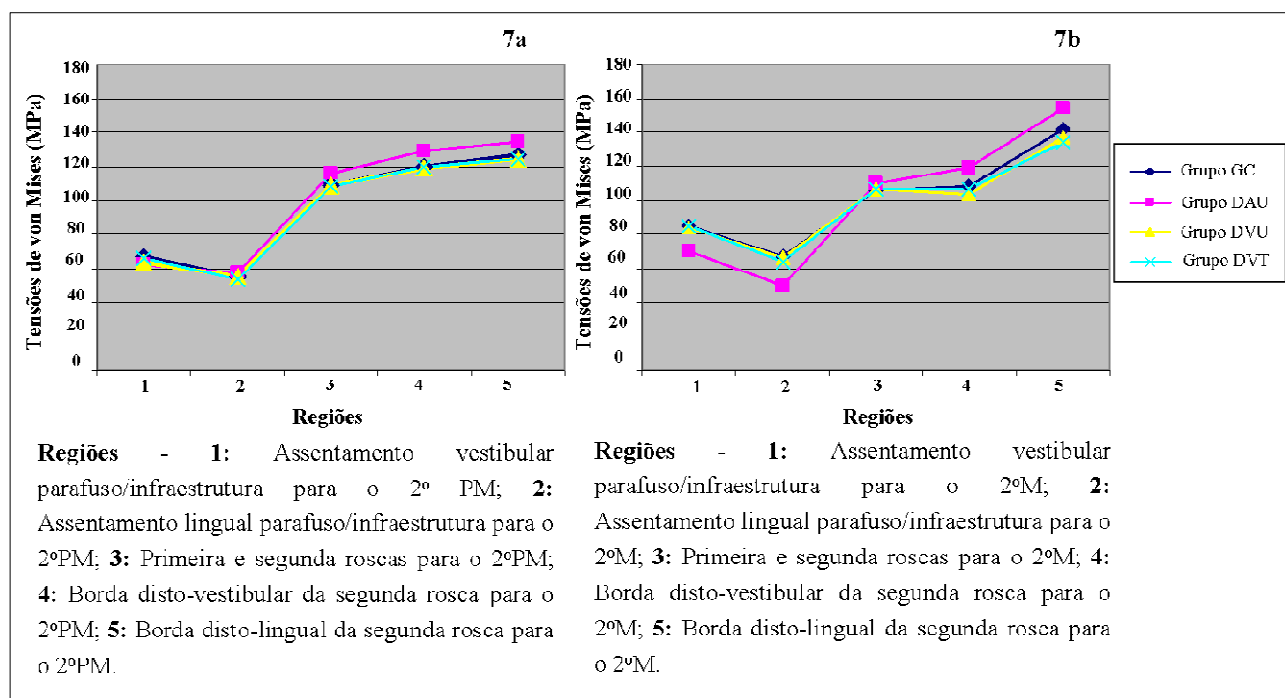 7a
180
160
140
120
100
80
60
40
20
0
Tensões de von Mises (MPa)
1 2 3 4 5
Regiões
Regiões - 1: Assentamento vestibular
parafuso/infraestrutura para o 2º PM; 2:
Assentamento lingual parafuso/infraestrutura para o
2ºPM; 3: Primeira e segunda roscas para o 2ºPM;
4: Borda disto-vestibular da segunda rosca para o
2ºPM; 5: Borda disto-lingual da segunda rosca para
o 2ºPM.
7b
180
160
140
120
100
80
60
40
20
0
Tensões de von Mises (MPa)
1 2 3 4 5
Regiões
Regiões - 1: Assentamento vestibular
parafuso/infraestrutura para o 2ºM; 2:
Assentamento lingual parafuso/infraestrutura para o
2ºM; 3: Primeira e segunda roscas para o 2ºM; 4:
Borda disto-vestibular da segunda rosca para o
2ºM; 5: Borda disto-lingual da segunda rosca para
o 2ºM.
Grupo GC
Grupo DAU
Grupo DVU
Grupo DVT